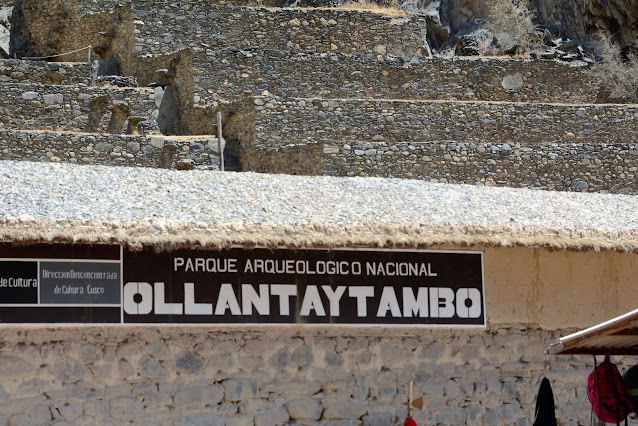 de Cultura
Dirección Desconcentrada
de Cultura Cusco
PARQUE ARQUEOLOGICO NACIONAL
OLLANTAYTAMBO